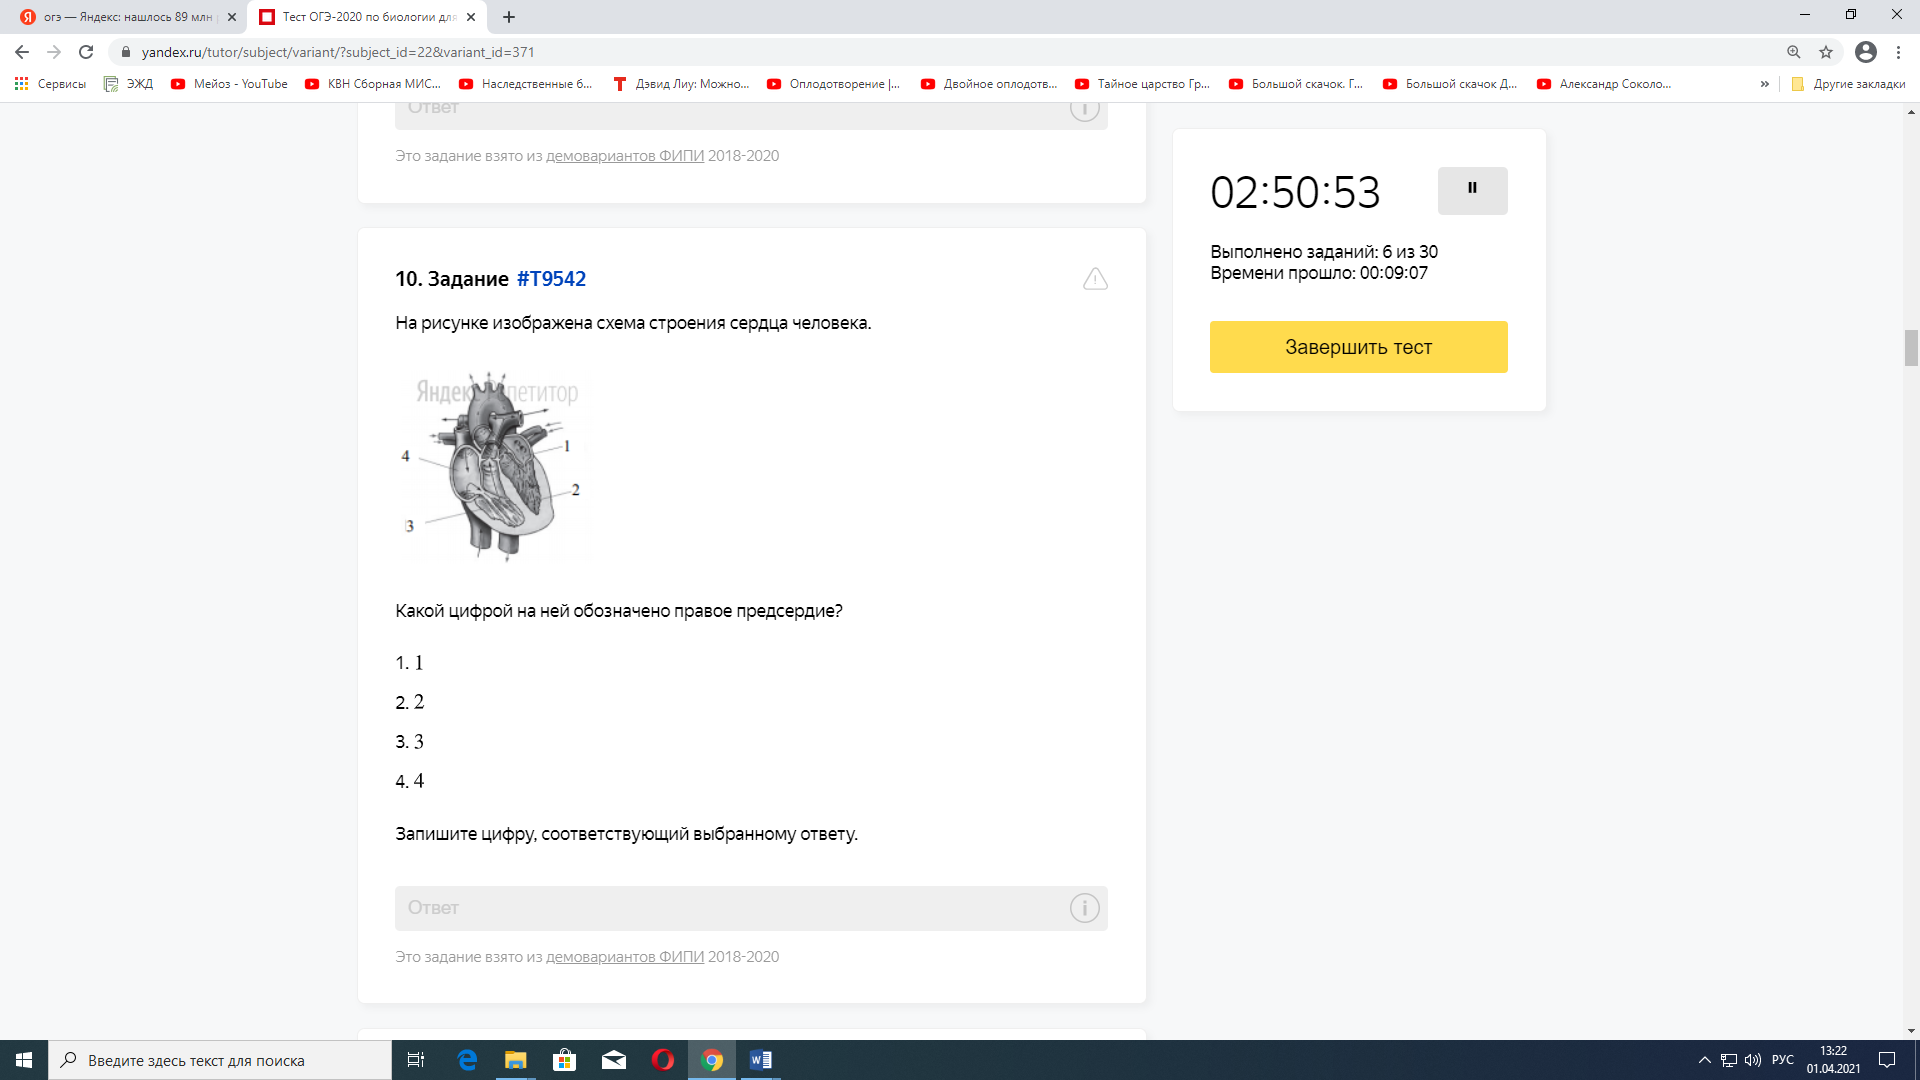 огэ — Яндекс: нашлось 89 млн
Тест ОГЭ-2020 по биологии для
yandex.ru/tutor/subject/variant/?subject_id=22&variant_id=371
Сервисы
ЭЖД
Мейоз - YouTube
КВН Сборная МИС...
Наследственные б...
Дэвид Лиу: Можно...
Оплодотворение |...
Двойное оплодотв...
Тайное царство Гр...
Большой скачок. Г...
Большой скачок Д...
Александр Соколо...
»
Другие закладки
Ответ
Это задание взято из демовариантов ФИПИ 2018-2020
02:50:53
Выполнено заданий: 6 из 30
Времени прошло: 00:09:07
Завершить тест
10. Задание #T9542
На рисунке изображена схема строения сердца человека.
4
3
1
2
Какой цифрой на ней обозначено правое предсердие?
1. 1
2. 2
3. 3
4. 4
Запишите цифру, соответствующий выбранному ответу.
Ответ
Это задание взято из демовариантов ФИПИ 2018-2020
Введите здесь текст для поиска
РУС
13:22
01.04.2021